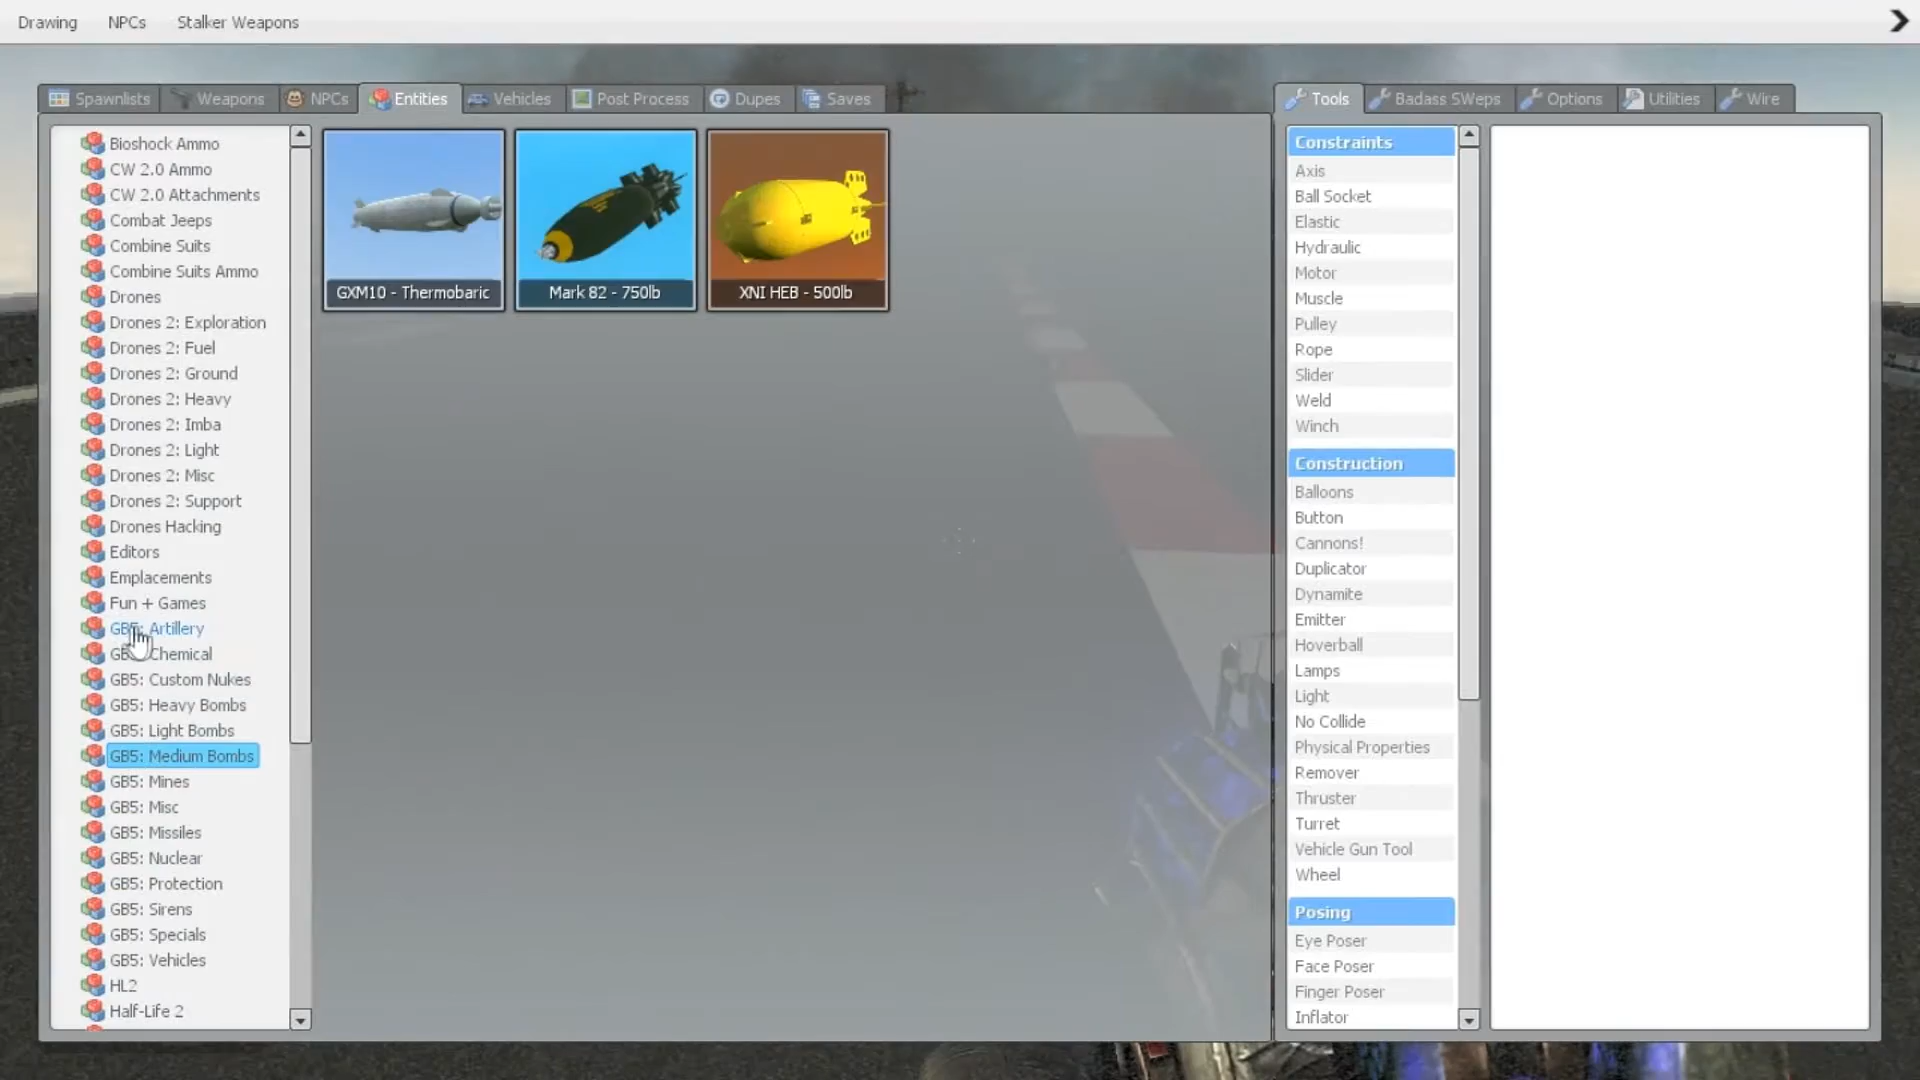 Drawing NPCs Stalker Weapons
Spawnlists Weapons NPCs Entities Vehicles Post Process Dupes Saves
Bioshock Ammo
CW 2.0 Ammo
CW 2.0 Attachments
Combat Jeeps
Combine Suits
Combine Suits Ammo
Drones
Drones 2: Exploration
Drones 2: Fuel
Drones 2: Ground
Drones 2: Heavy
Drones 2: Imba
Drones 2: Light
Drones 2: Misc
Drones 2: Support
Drones Hacking
Editors
Emplacements
Fun + Games
GB5: Artillery
GB5: Chemical
GB5: Custom Nukes
GB5: Heavy Bombs
GB5: Light Bombs
GB5: Medium Bombs
GB5: Mines
GB5: Misc
GB5: Missiles
GB5: Nuclear
GB5: Protection
GB5: Sirens
GB5: Specials
GB5: Vehicles
HL2
Half-Life 2
GXM10 - Thermobaric
Mark 82 - 750lb
XNI HEB - 500lb
Tools Badass SWeps Options Utilities Wire
Constraints
Axis
Ball Socket
Elastic
Hydraulic
Motor
Muscle
Pulley
Rope
Slider
Weld
Winch
Construction
Balloons
Button
Cannons!
Duplicator
Dynamite
Emitter
Hoverball
Lamps
Light
No Collide
Physical Properties
Remover
Thruster
Turret
Vehicle Gun Tool
Wheel
Posing
Eye Poser
Face Poser
Finger Poser
Inflator